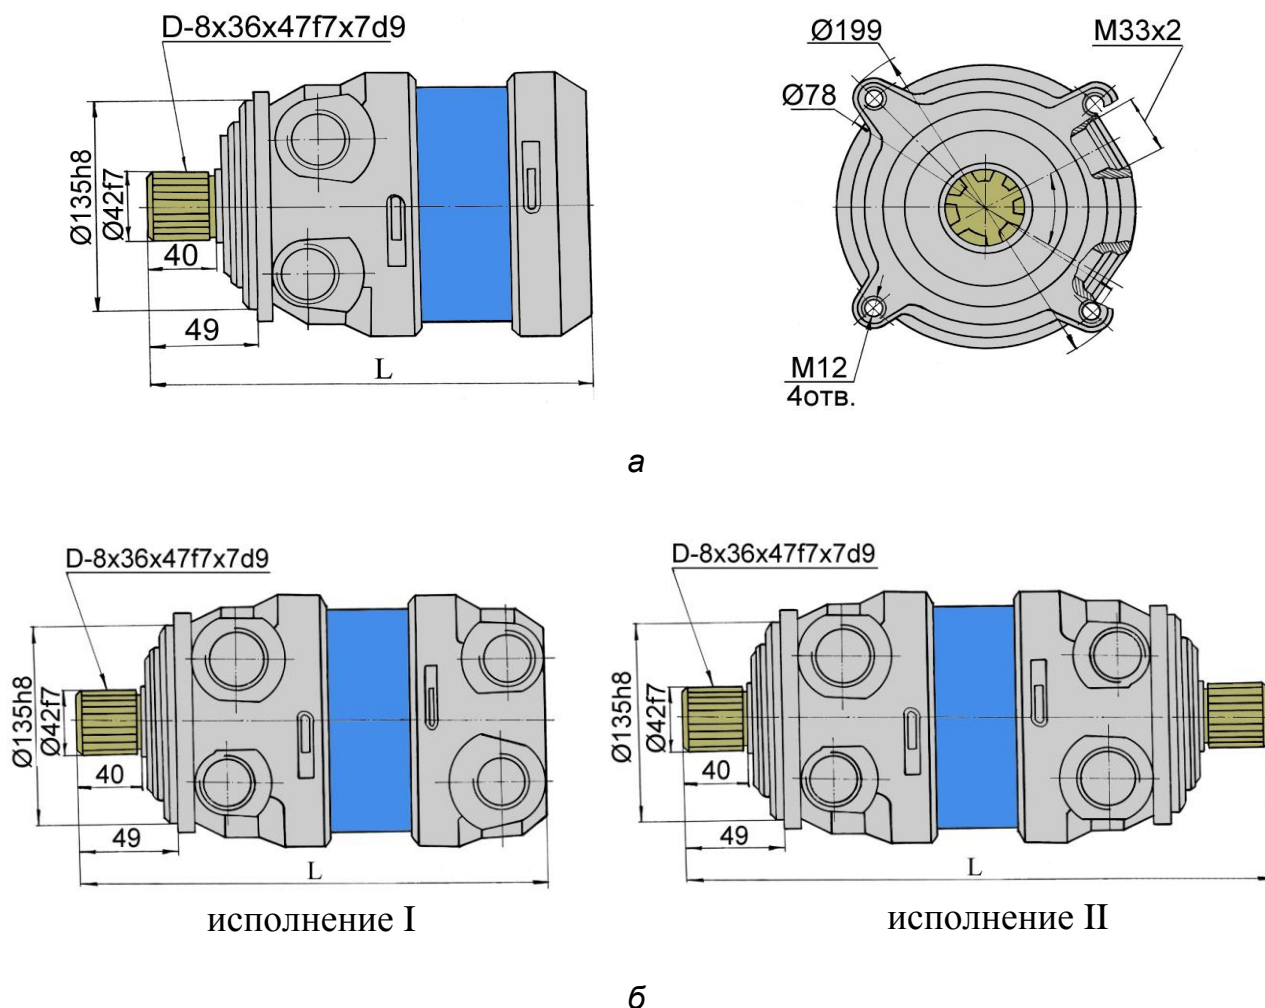 D-8x36x47f7x7d9
Ø199
M33x2
Ø78
Ø135h8
Ø42f7
40
49
L
M12
4отв.
а
D-8x36x47f7x7d9
D-8x36x47f7x7d9
Ø135h8
Ø42f7
40
49
L
Ø135h8
Ø42f7
40
49
L
исполнение I
исполнение II
б